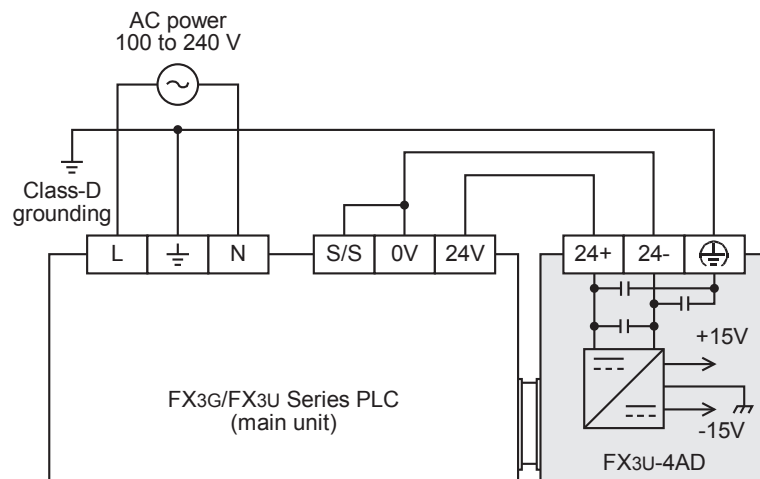 AC power
100 to 240 V
Class-D
grounding
L
N
S/S
0V
24V
24+
24-
+15V
-15V
FX3G/FX3U Series PLC
(main unit)
FX3U-4AD